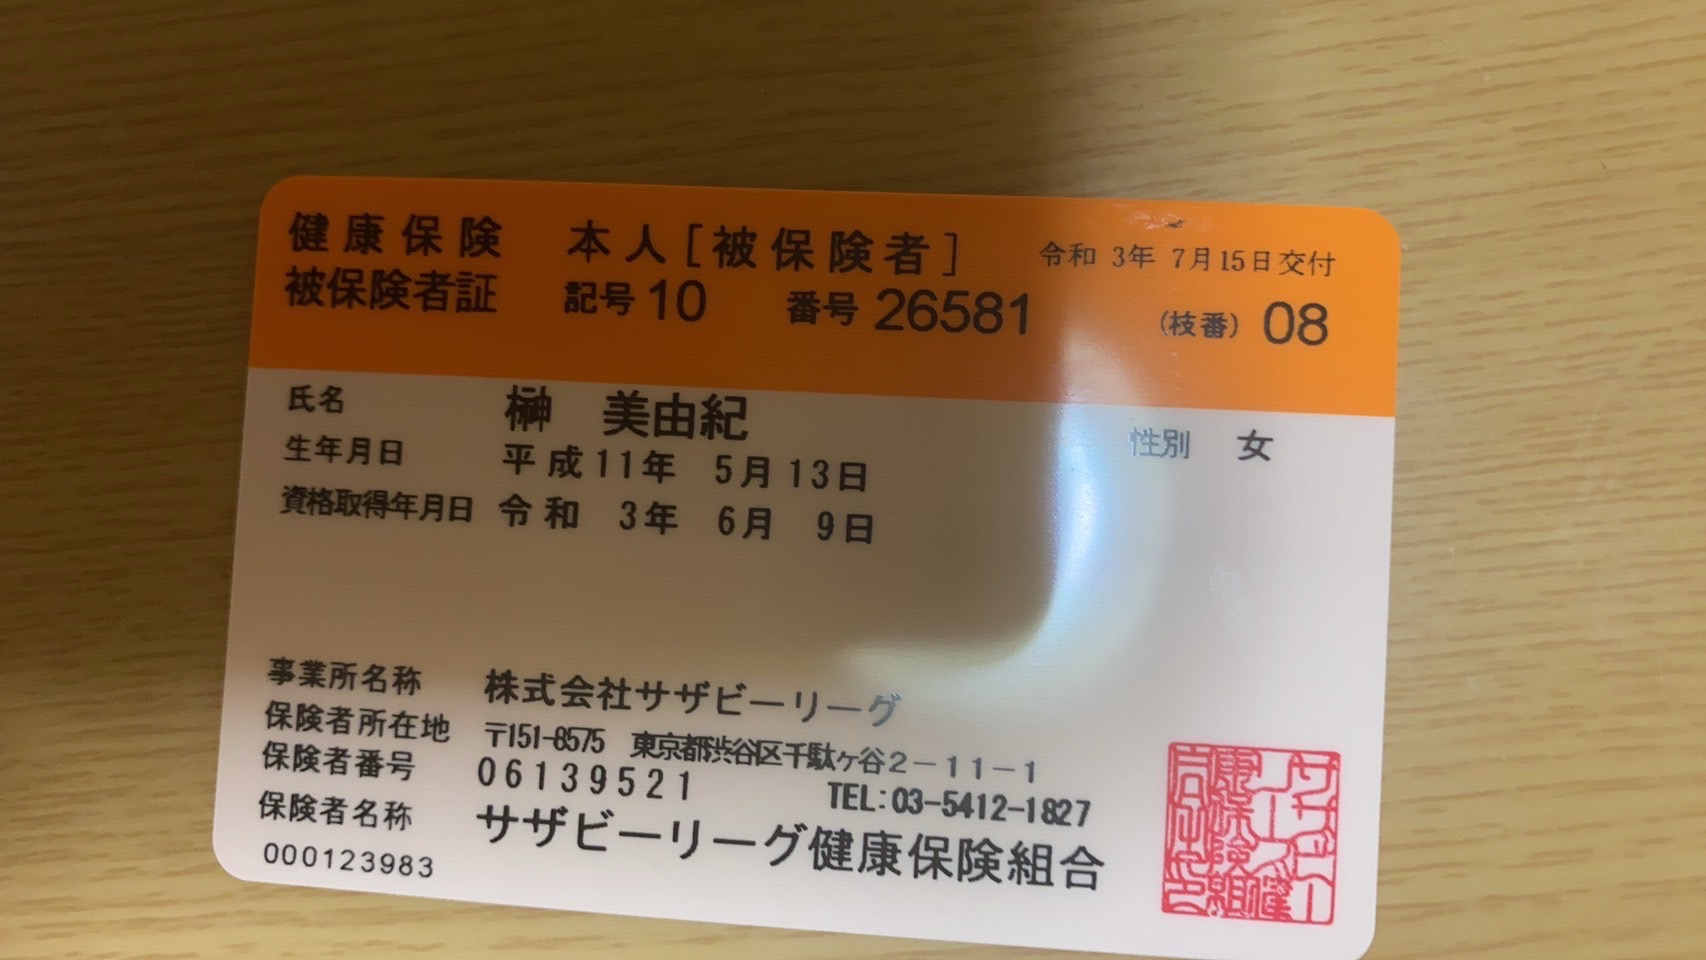 健康保険 本人[被保険者] 令和 3年 7月15日交付
被保険者証 記号 10 番号 26581 (枝番) 08
氏名 榊 美由紀 性別 女
生年月日 平成11年 5月13日
資格取得年月日 令和 3年 6月 9日
事業所名称 株式会社サザビーリーグ
保険者所在地 〒151-8575 東京都渋谷区千駄ヶ谷2-11-1
保険者番号 06139521 TEL:03-5412-1827
保険者名称 サザビーリーグ健康保険組合
000123983